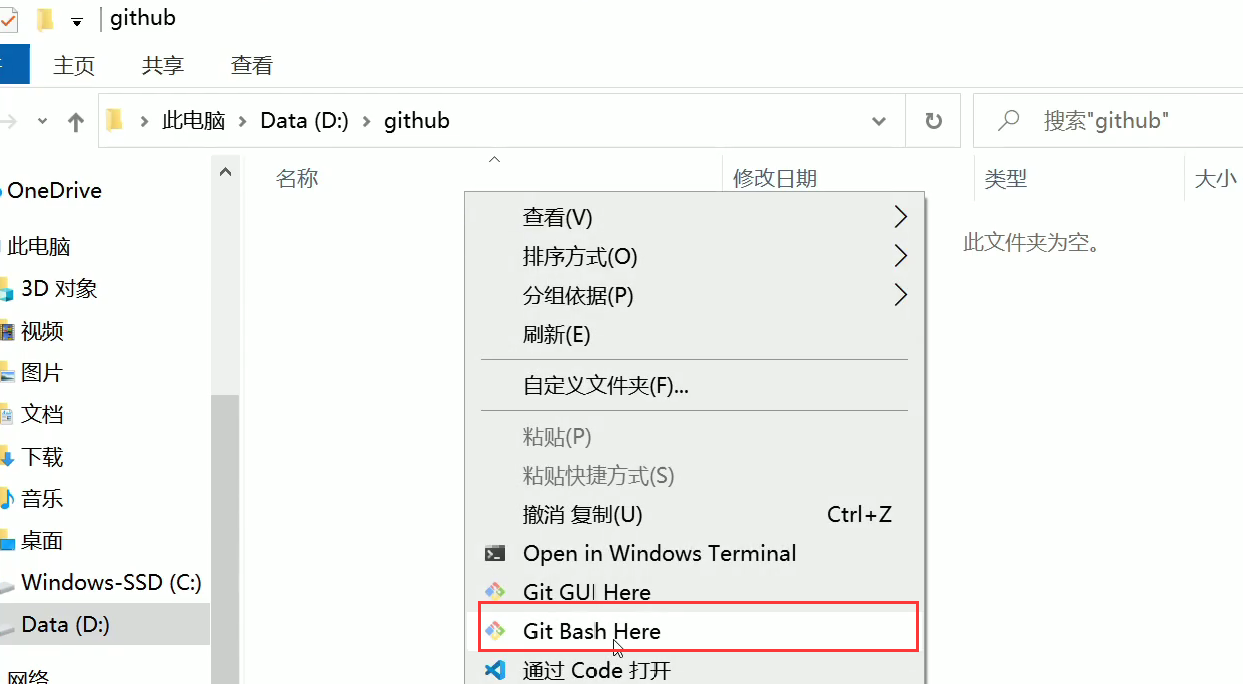 github
主页 共享 查看
此电脑 Data (D:) github 搜索"github"
名称 修改日期 类型 大小
此文件夹为空。
OneDrive
此电脑
3D 对象
视频
图片
文档
下载
音乐
桌面
Windows-SSD (C:)
Data (D:)
网络
查看(V)
排序方式(O)
分组依据(P)
刷新(E)
自定义文件夹(F)...
粘贴(P)
粘贴快捷方式(S)
撤消 复制(U) Ctrl+Z
Open in Windows Terminal
Git GUI Here
Git Bash Here
通过 Code 打开